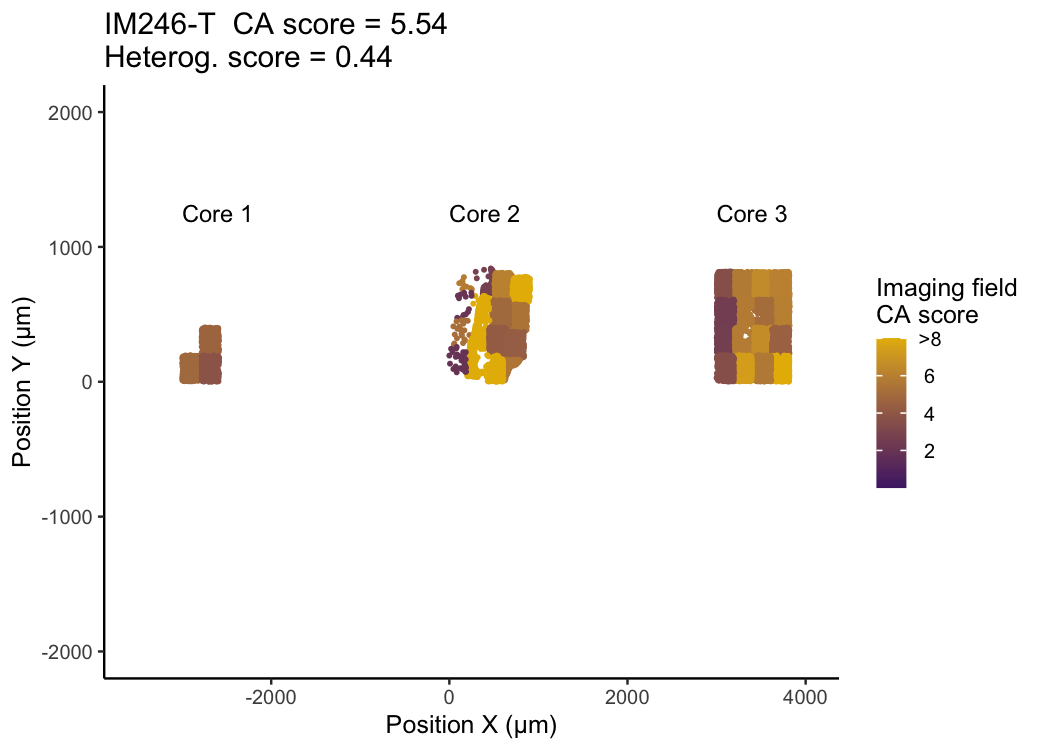 IM246-T  CA score = 5.54
Heterog. score = 0.44
Core 1
Core 2
Core 3
2000
1000
0
-1000
-2000
Position Y (μm)
-2000
0
2000
4000
Position X (μm)
Imaging field
CA score
>8
6
4
2